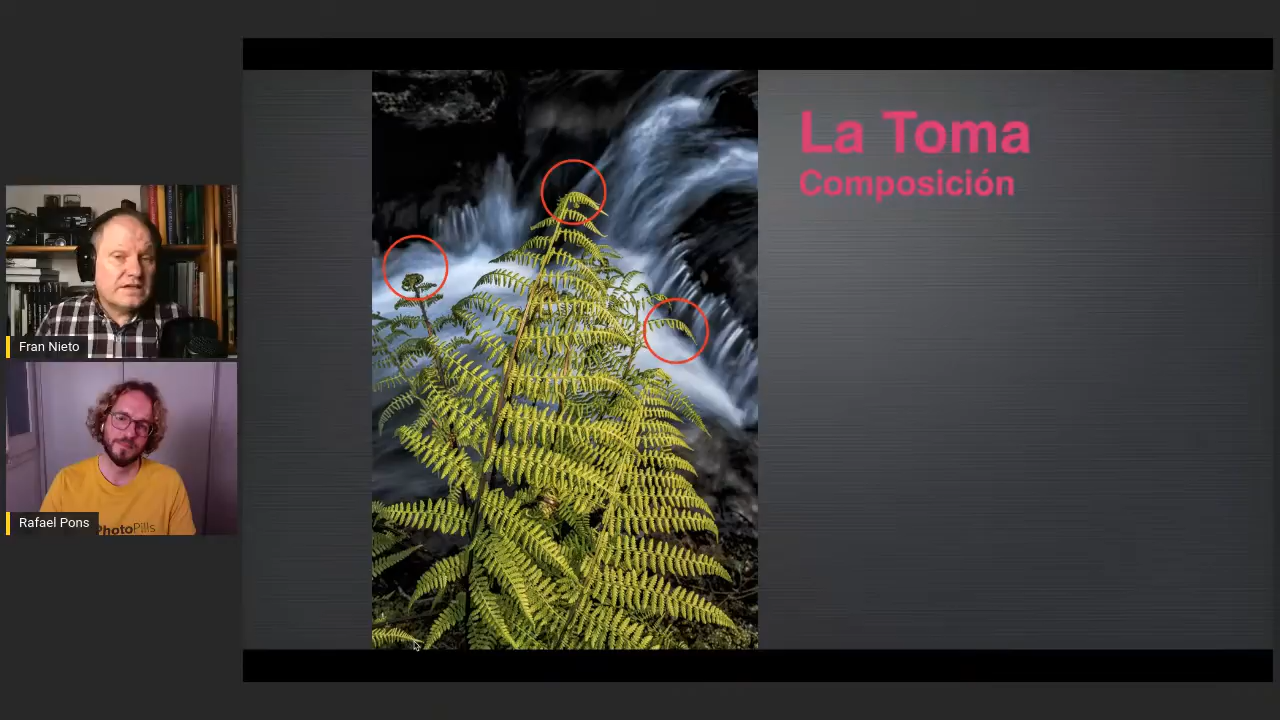 La Toma
Composición
Fran Nieto
PhotoPills
Rafael Pons